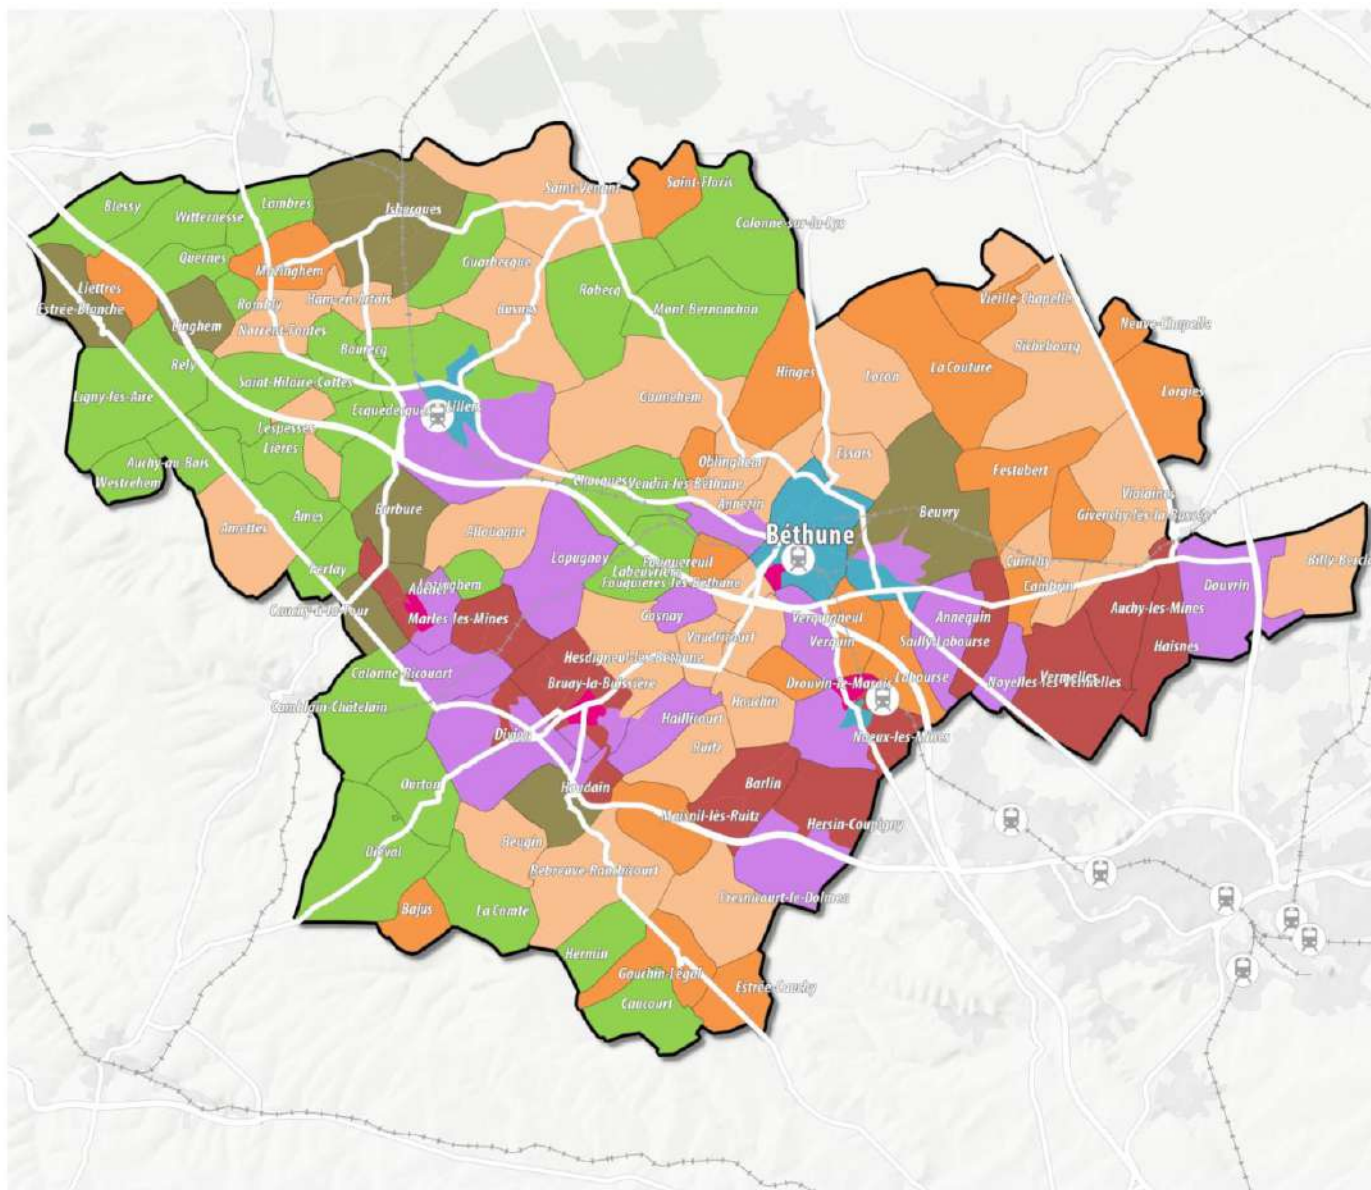 Saint-Venant
Saint-Floris
Blessy
Witternesse
Lambres
Isbergues
Calonne-sur-la-Lys
Quernes
Mazinghem
Guarbecque
Robecq
Liettres
Estrée-Blanche
Linghem
Rombly
Ham-en-Artois
Norrent-Fontes
Busnes
Mont-Bernanchon
Vieille-Chapelle
Neuve-Chapelle
Richebourg
Rely
Bourecq
Hinges
Locon
La Couture
Lorgies
Ligny-lès-Aire
Saint-Hilaire-Cottes
Gonnehem
Ecquedecques
Lillers
Lespesses
Lières
Auchy-au-Bois
Westrehem
Oblinghem
Essars
Festubert
Violaines
Chocques
Vendin-lès-Béthune
Annezin
Givenchy-lès-la-Bassée
Amettes
Ames
Burbure
Allouagne
Béthune
Beuvry
Lapugnoy
Fouquereuil
Labeuvrière
Fouquières-lès-Béthune
Cuinchy
Cambrin
Billy-Berclau
Douvrin
Lozinghem
Auchel
Cauchy-à-la-Tour
Marles-les-Mines
Gosnay
Verquigneul
Annequin
Auchy-les-Mines
Vaudricourt
Verquin
Sailly-Labourse
Haisnes
Calonne-Ricouart
Hesdigneul-lès-Béthune
Bruay-la-Buissière
Drouvin-le-Marais
Labourse
Noyelles-lès-Vermelles
Vermelles
Camblain-Châtelain
Houchin
Haillicourt
Divion
Ruitz
Noeux-les-Mines
Ourton
Houdain
Barlin
Maisnil-lès-Ruitz
Hersin-Coupigny
Diéval
Beugin
Rebreuve-Ranchicourt
Fresnicourt-le-Dolmen
Bajus
La Comte
Hermin
Gauchin-Légal
Estrée-Cauchy
Caucourt